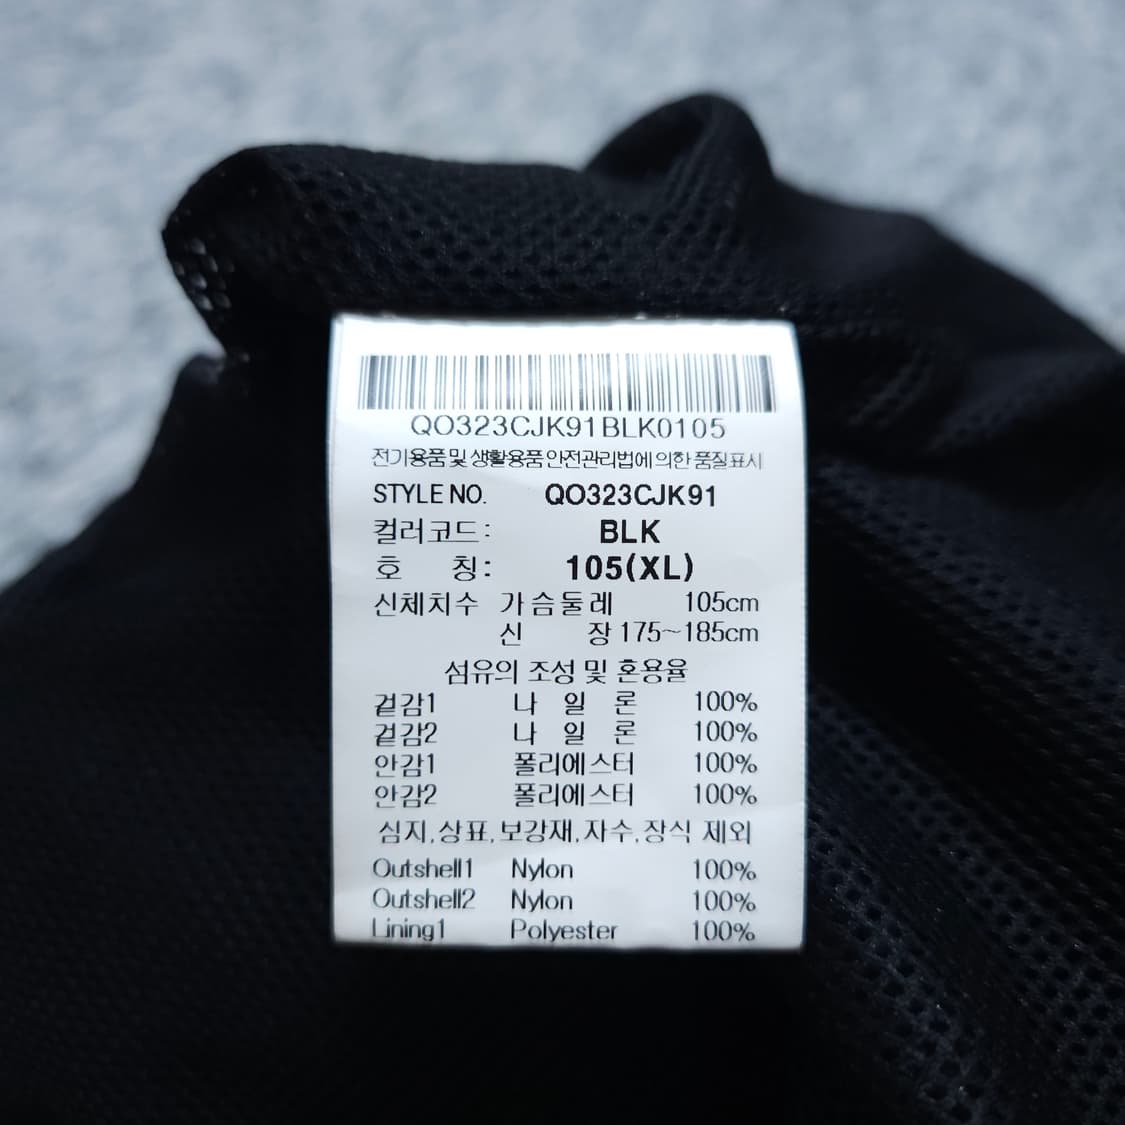 QO323CJK91BLK0105
전기용품 및 생활용품 안전관리법에 의한 품질표시
STYLE NO. QO323CJK91
컬러코드: BLK
호 칭: 105(XL)
신체치수 가슴둘레 105cm
신 장 175~185cm
섬유의 조성 및 혼용율
겉감1 나 일 론 100%
겉감2 나 일 론 100%
안감1 폴리에스터 100%
안감2 폴리에스터 100%
심지,상표,보강재,자수,장식 제외
Outshell1 Nylon 100%
Outshell2 Nylon 100%
Lining1 Polyester 100%